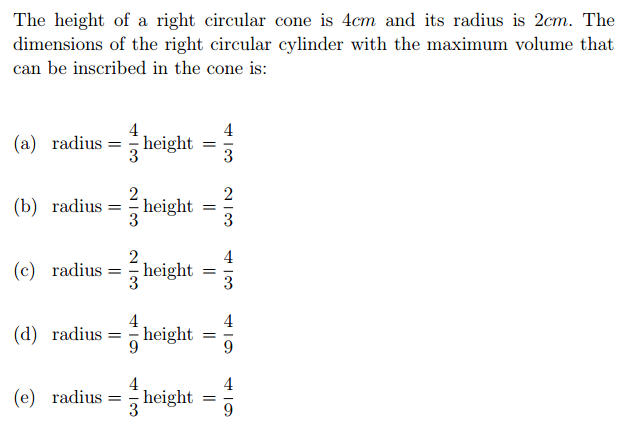 The height of a right circular cone is 4cm and its radius is 2cm. The
dimensions of the right circular cylinder with the maximum volume that
can be inscribed in the cone is:
(a) radius = 4/3 height = 4/3
(b) radius = 2/3 height = 2/3
(c) radius = 2/3 height = 4/3
(d) radius = 4/9 height = 4/9
(e) radius = 4/3 height = 4/9